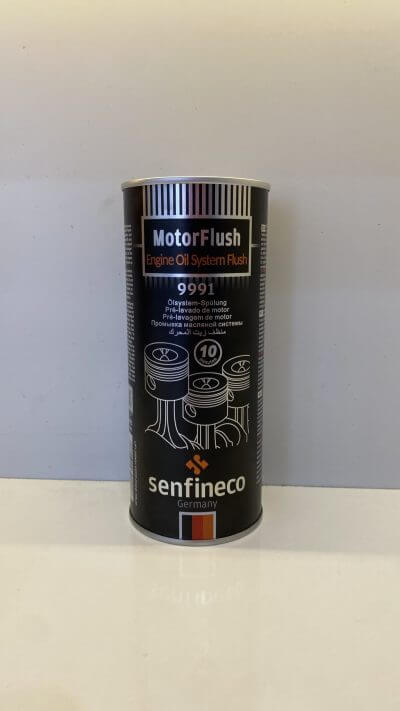 MotorFlush
Engine Oil System Flush
9991
Ölsystem-Spülung
Pré-lavado de motor
Pré-lavagem de motor
Промывка масляной системы
منظف زيت المحرك
10
senfineco
Germany